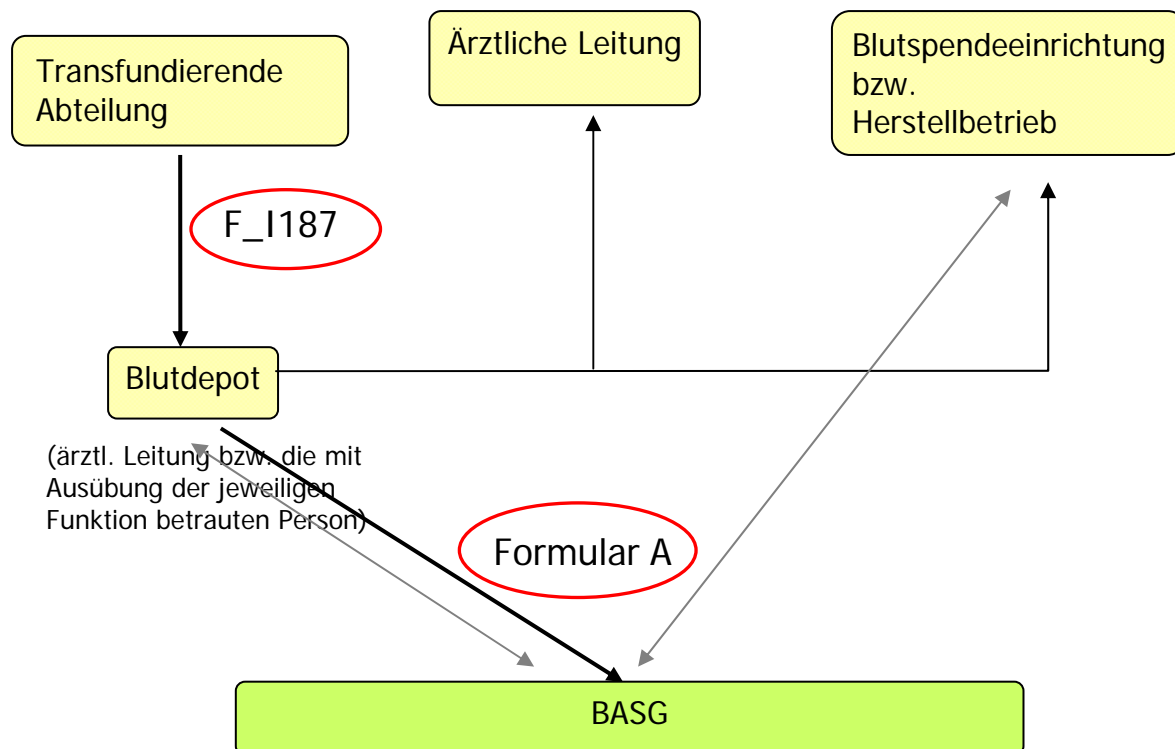 Transfundierende
Abteilung
Ärztliche Leitung
Blutspendeeinrichtung
bzw.
Herstellbetrieb
F_I187
Blutdepot
(ärztl. Leitung bzw. die mit
Ausübung der jeweiligen
Funktion betrauten Person)
Formular A
BASG